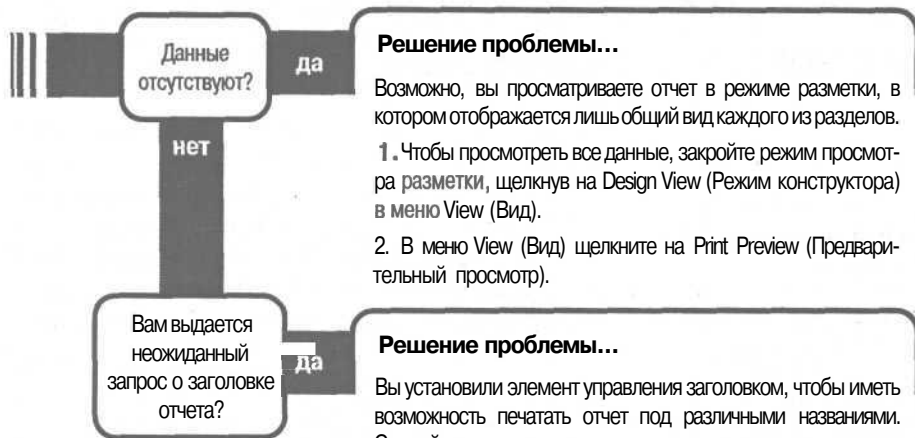 Данные
отсутствуют?
да
Решение проблемы...
Возможно, вы просматриваете отчет в режиме разметки, в
котором отображается лишь общий вид каждого из разделов.
1. Чтобы просмотреть все данные, закройте режим просмот-
ра разметки, щелкнув на Design View (Режим конструктора)
в меню View (Вид).
2. В меню View (Вид) щелкните на Print Preview (Предвари-
тельный просмотр).
нет
Вам выдается
неожиданный
запрос о заголовке
отчета?
да
Решение проблемы...
Вы установили элемент управления заголовком, чтобы иметь
возможность печатать отчет под различными названиями.